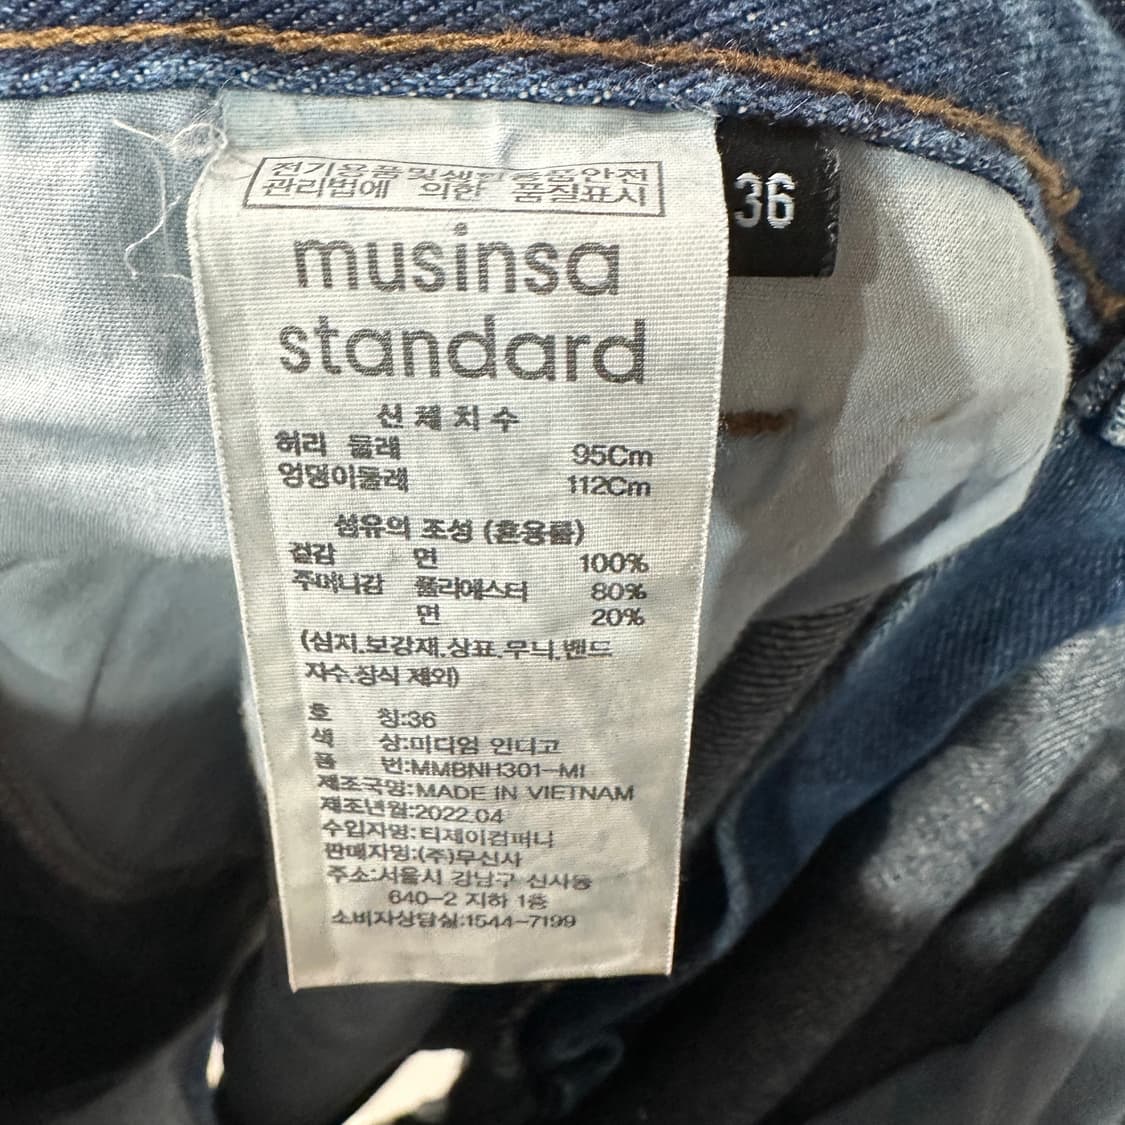 전기용품및생활용품안전
관리법에 의한 품질표시
36
musinsa
standard
신체치수
허리 둘레 95Cm
엉덩이둘레 112Cm
섬유의 조성 (혼용률)
겉감 면 100%
주머니감 폴리에스터 80%
면 20%
(심지.보강재.상표.무늬.밴드
자수.장식 제외)
호 칭:36
색 상:미디엄 인디고
품 번:MMBNH301-MI
제조국명:MADE IN VIETNAM
제조년월:2022.04
수입자명:티제이컴퍼니
판매자명:(주)무신사
주소:서울시 강남구 신사동
640-2 지하 1층
소비자상담실:1544-7199